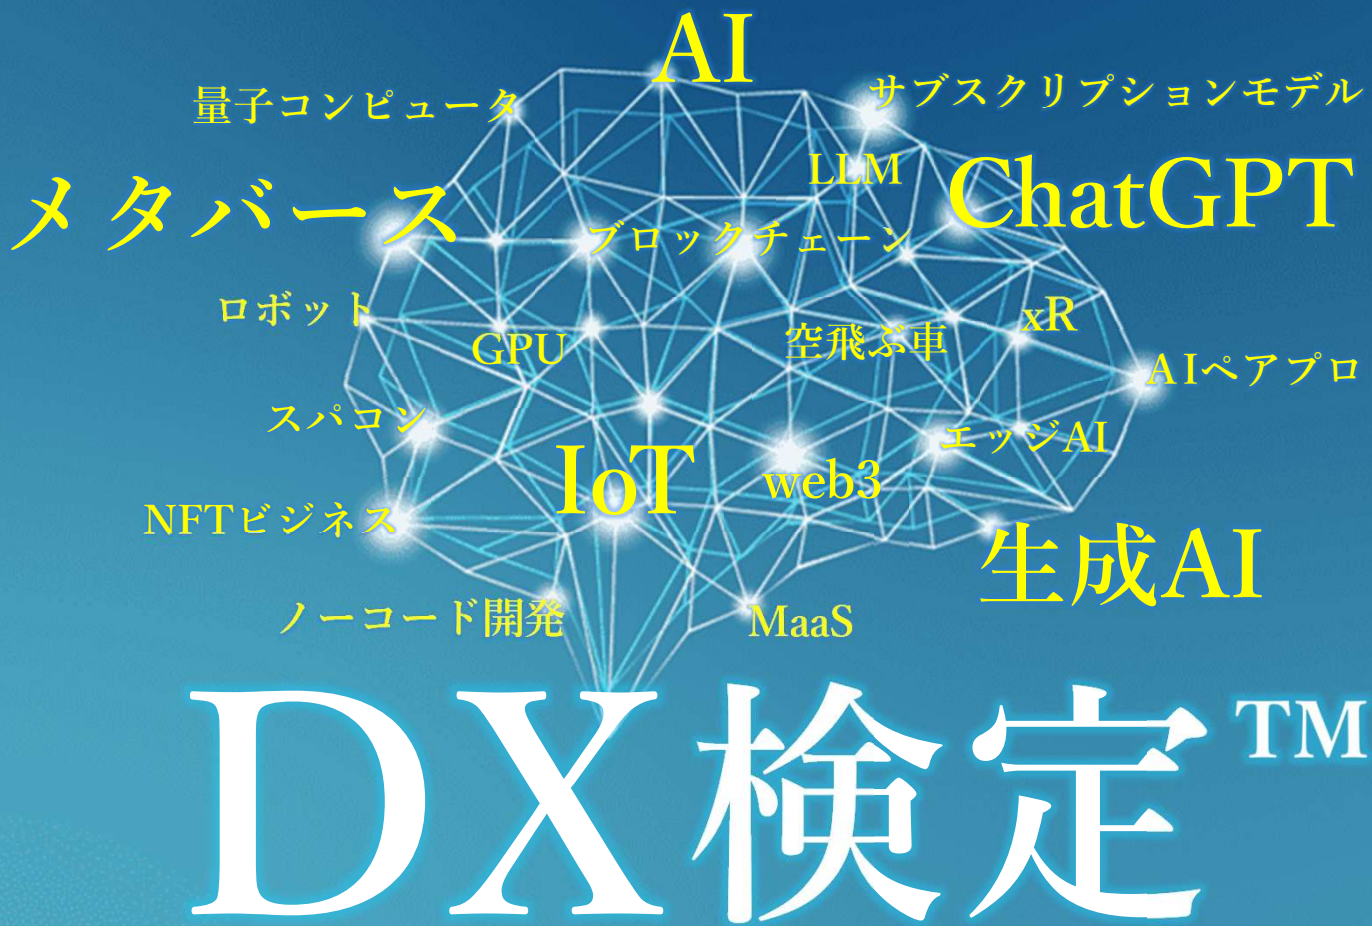 AI
量子コンピュータ
サブスクリプションモデル
LLM
ChatGPT
メタバース
ブロックチェーン
ロボット
xR
GPU
空飛ぶ車
AIペアプロ
スパコン
エッジAI
IoT
web3
NFTビジネス
生成AI
ノーコード開発
MaaS
DX検定™